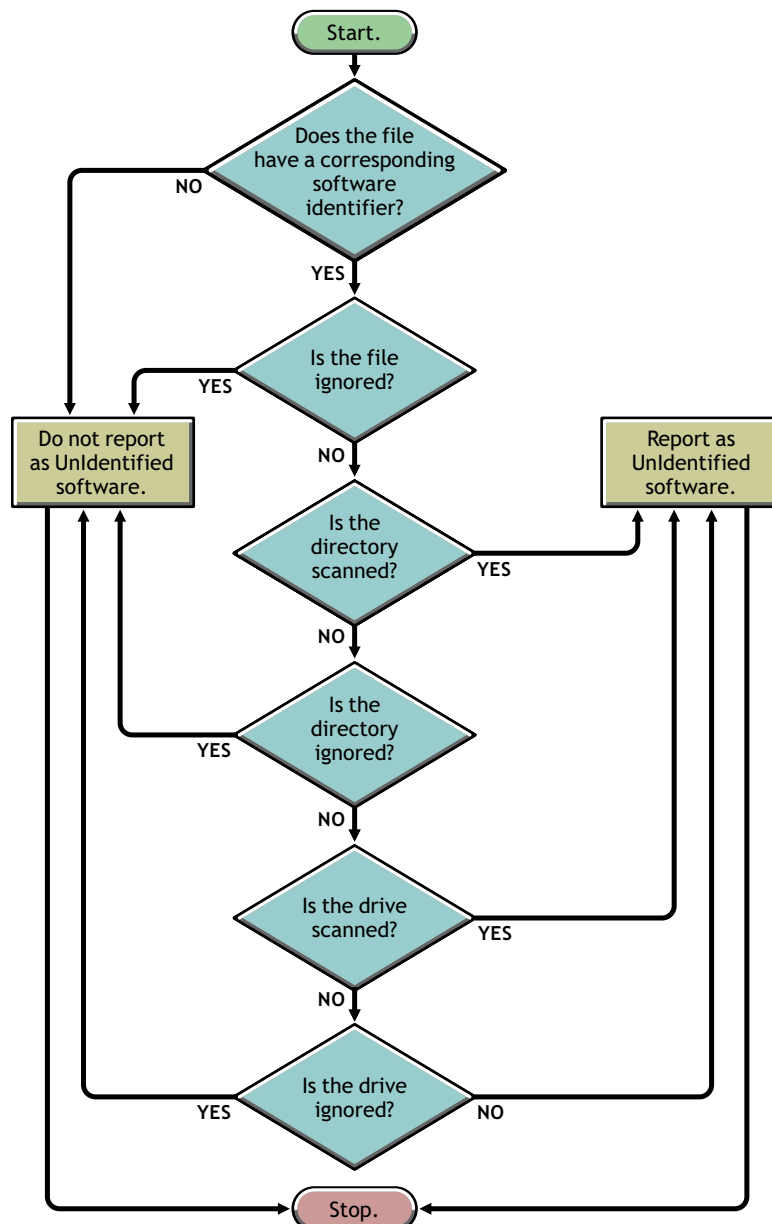 Start.
Does the file
have a corresponding
software
identifier?
NO
YES
Is the file
ignored?
YES
NO
Do not report
as UnIdentified
software.
Report as
UnIdentified
software.
Is the
directory
scanned?
YES
NO
Is the
directory
ignored?
YES
NO
Is the drive
scanned?
YES
NO
Is the drive
ignored?
YES
NO
Stop.